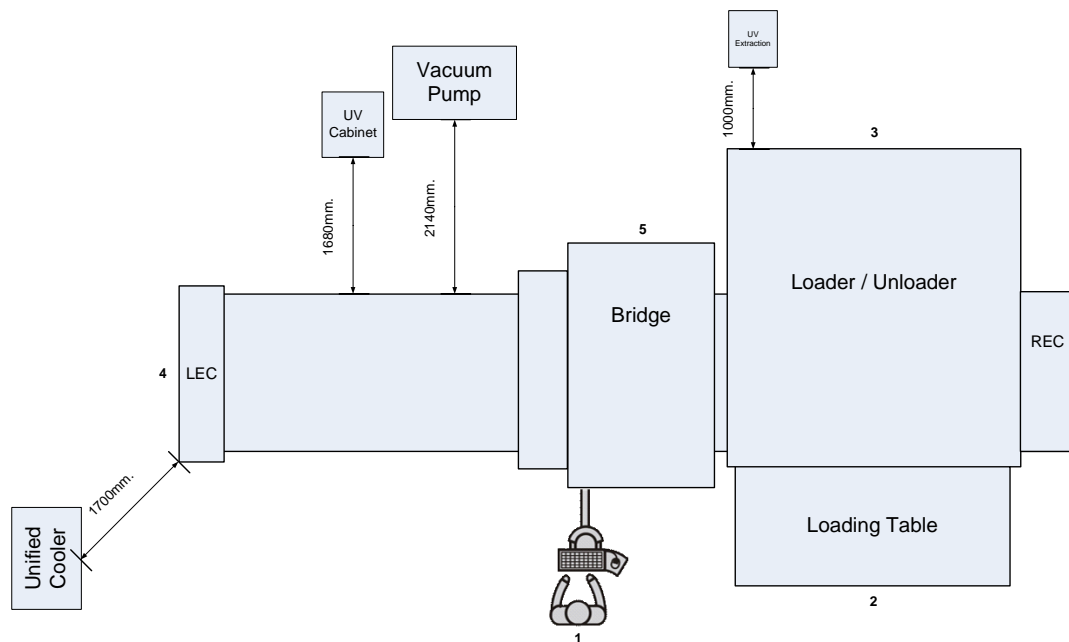 UV
Extraction
Vacuum
Pump
UV
Cabinet
1000mm.
3
1680mm.
2140mm.
5
Loader / Unloader
Bridge
REC
4
LEC
1700mm.
Unified
Cooler
Loading Table
2
1